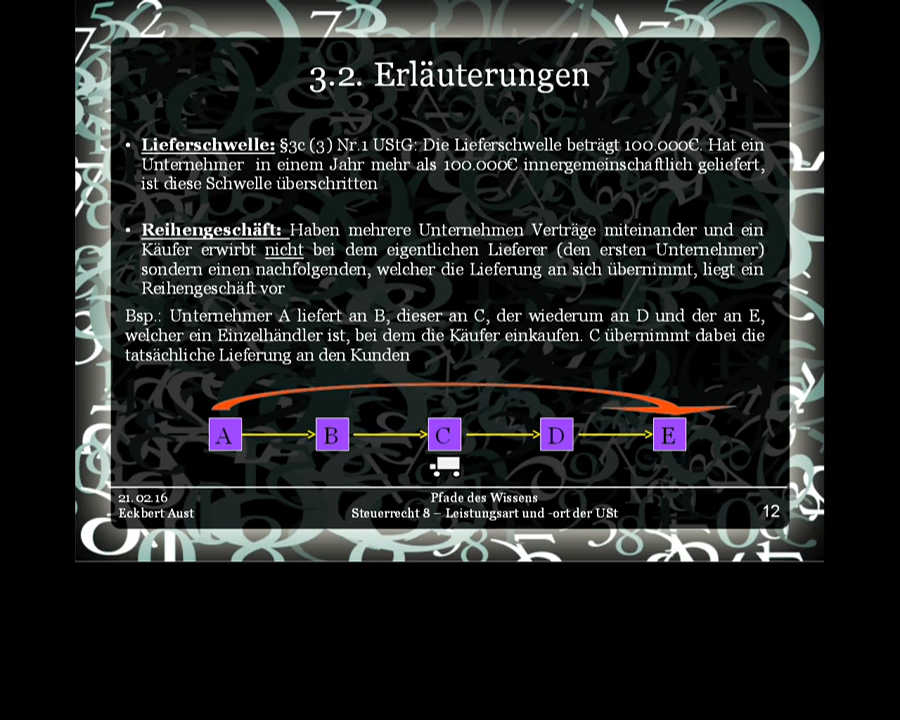 3.2. Erläuterungen
• Lieferschwelle: §3c (3) Nr.1 UStG: Die Lieferschwelle beträgt 100.000€. Hat ein
Unternehmer in einem Jahr mehr als 100.000€ innergemeinschaftlich geliefert,
ist diese Schwelle überschritten
• Reihengeschäft: Haben mehrere Unternehmen Verträge miteinander und ein
Käufer erwirbt nicht bei dem eigentlichen Lieferer (den ersten Unternehmer)
sondern einen nachfolgenden, welcher die Lieferung an sich übernimmt, liegt ein
Reihengeschäft vor
Bsp.: Unternehmer A liefert an B, dieser an C, der wiederum an D und der an E,
welcher ein Einzelhändler ist, bei dem die Käufer einkaufen. C übernimmt dabei die
tatsächliche Lieferung an den Kunden
A B C D E
21.02.16 Pfade des Wissens
Eckbert Aust Steuerrecht 8 – Leistungsart und -ort der USt 12